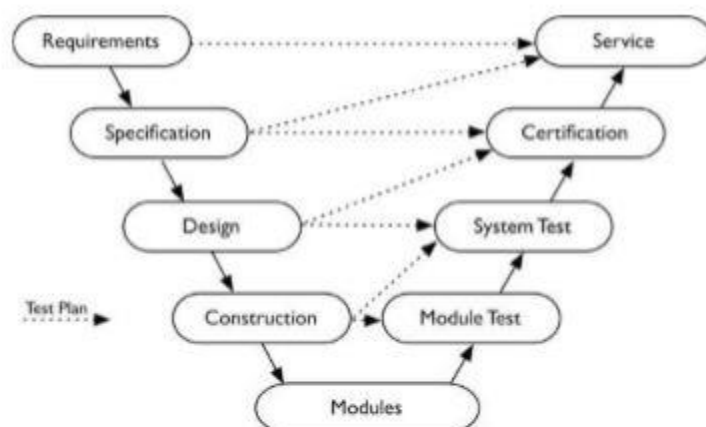 Requirements
Service
Specification
Certification
Design
System Test
Test Plan
Construction
Module Test
Modules